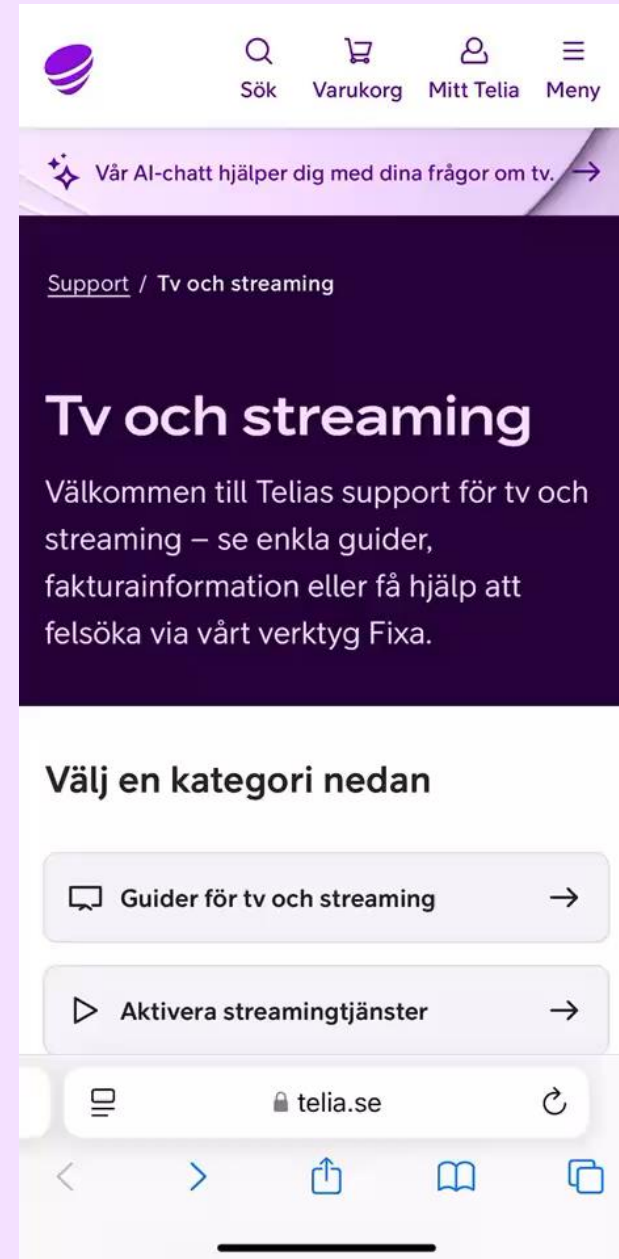 Sök Varukorg Mitt Telia Meny
Vår AI-chatt hjälper dig med dina frågor om tv.
Support / Tv och streaming
Tv och streaming
Välkommen till Telias support för tv och
streaming – se enkla guider,
fakturainformation eller få hjälp att
felsöka via vårt verktyg Fixa.
Välj en kategori nedan
Guider för tv och streaming
Aktivera streamingtjänster
telia.se